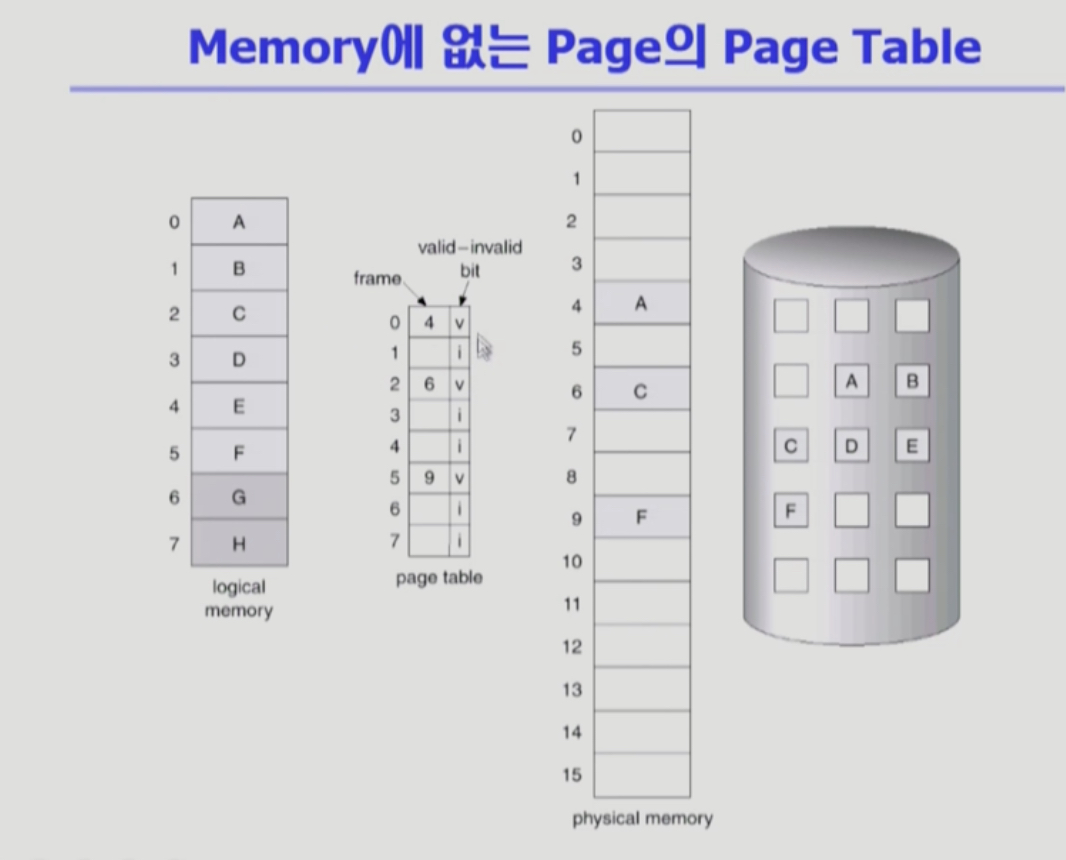 Memory에 없는 Page의 Page Table
0 A
1 B
2 C
3 D
4 E
5 F
6 G
7 H
logical
memory
valid–invalid
bit
frame
0 4 v
1 i
2 6 v
3 i
4 i
5 9 v
6 i
7 i
page table
0
1
2
3
4 A
5
6 C
7
8
9 F
10
11
12
13
14
15
physical memory
A B
C D E
F